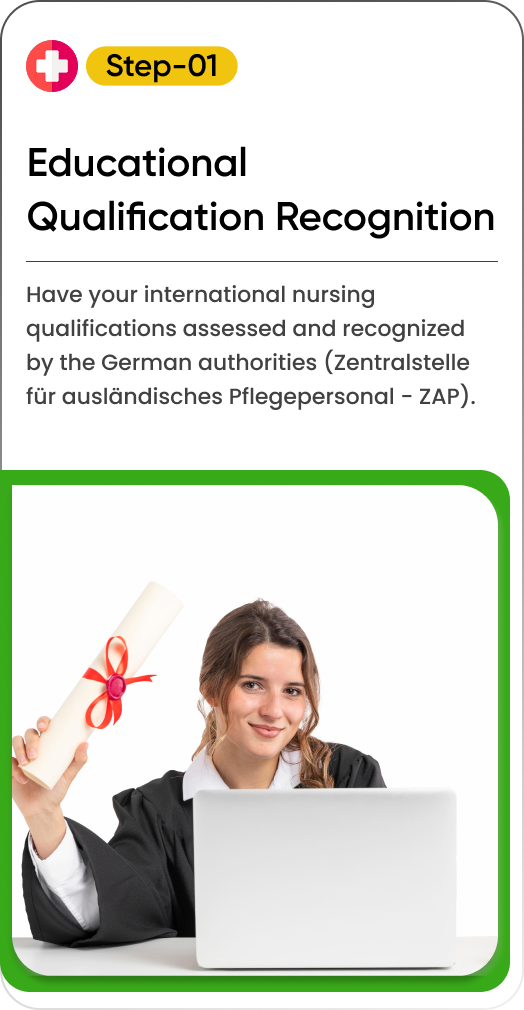 Step-01
Educational
Qualification Recognition
Have your international nursing
qualifications assessed and recognized
by the German authorities (Zentralstelle
für ausländisches Pflegepersonal - ZAP).